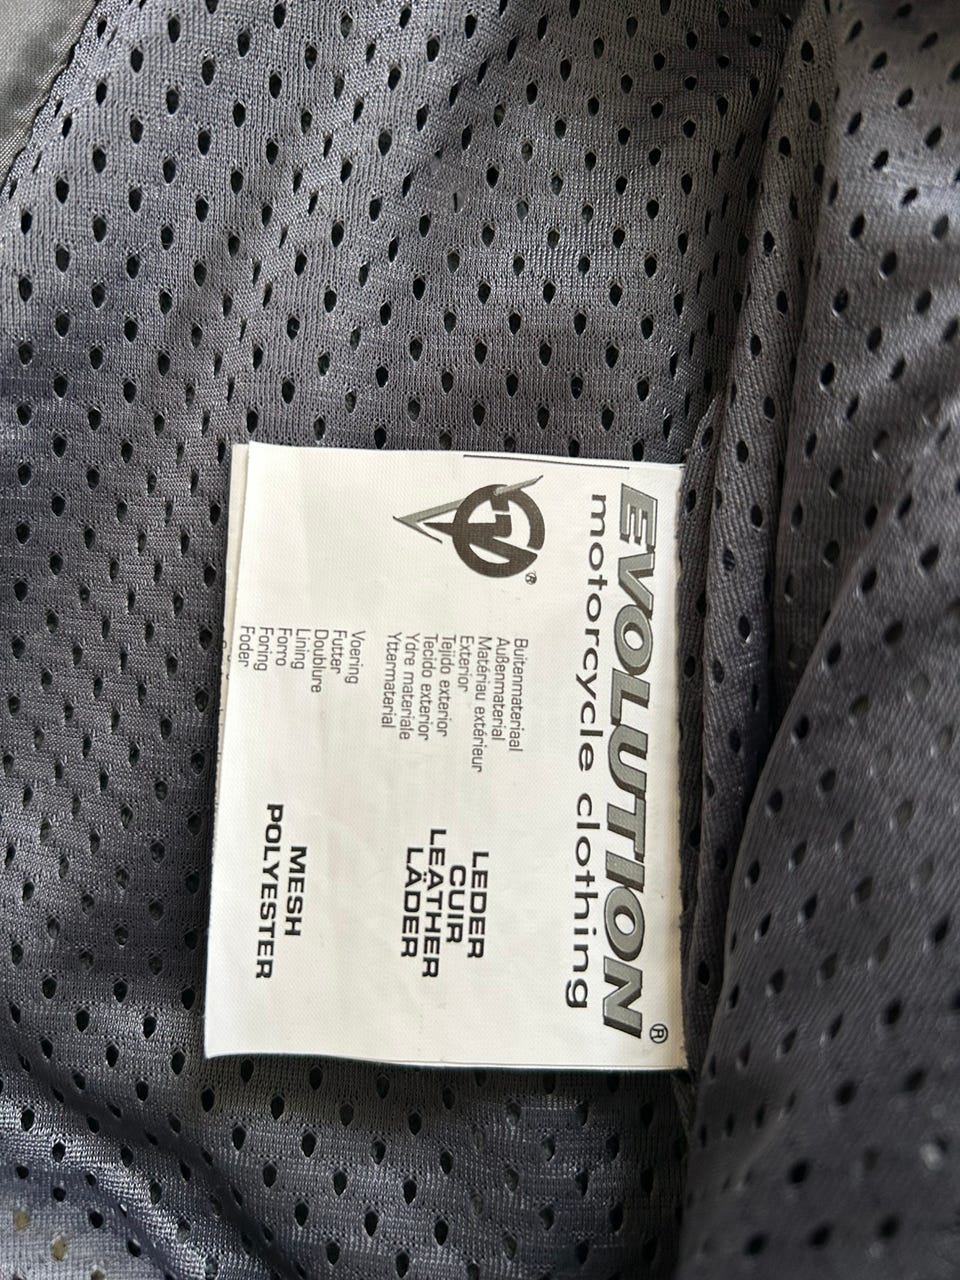 EVOLUTION®
motorcycle clothing
®
Buitenmateriaal
Außenmaterial
Matériau extérieur
Exterior
Tejido exterior
Tecido exterior
Ydre materiale
Yttermaterial
LEDER
CUIR
LEATHER
LÄDER
Voering
Futter
Doublure
Lining
Forro
Foring
Foder
MESH
POLYESTER